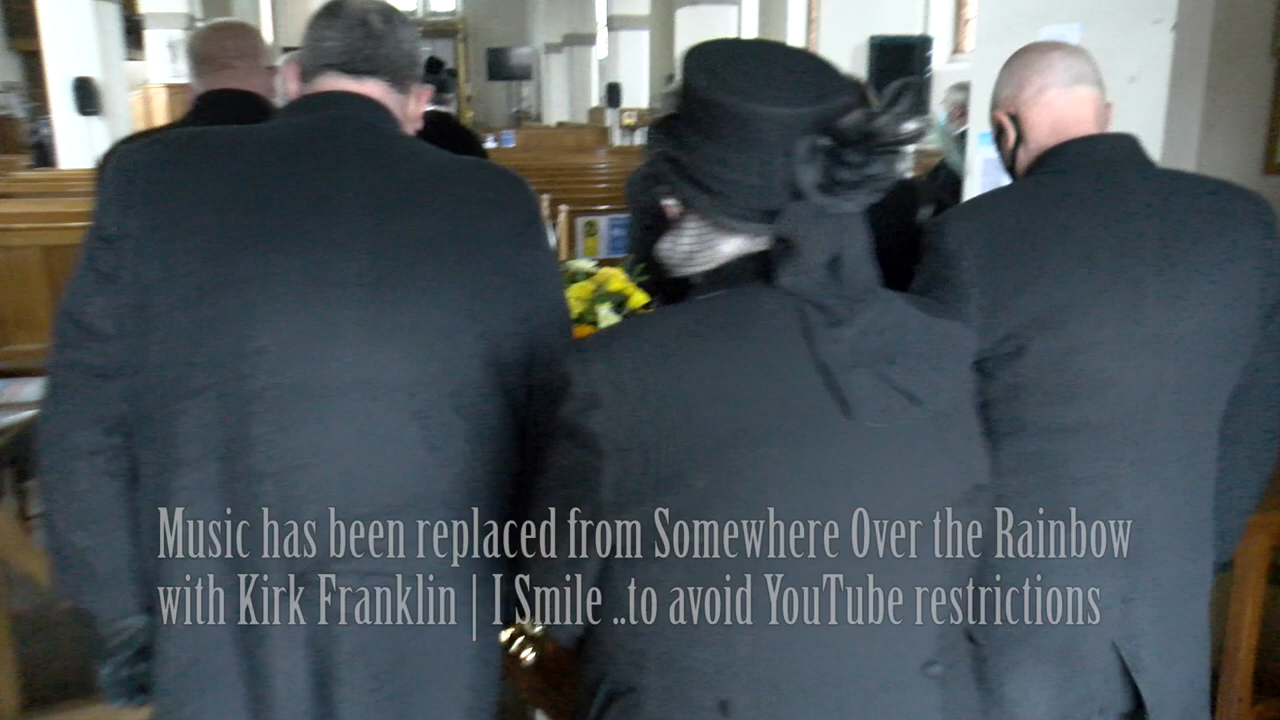 Music has been replaced from Somewhere Over the Rainbow
with Kirk Franklin | I Smile ..to avoid YouTube restrictions